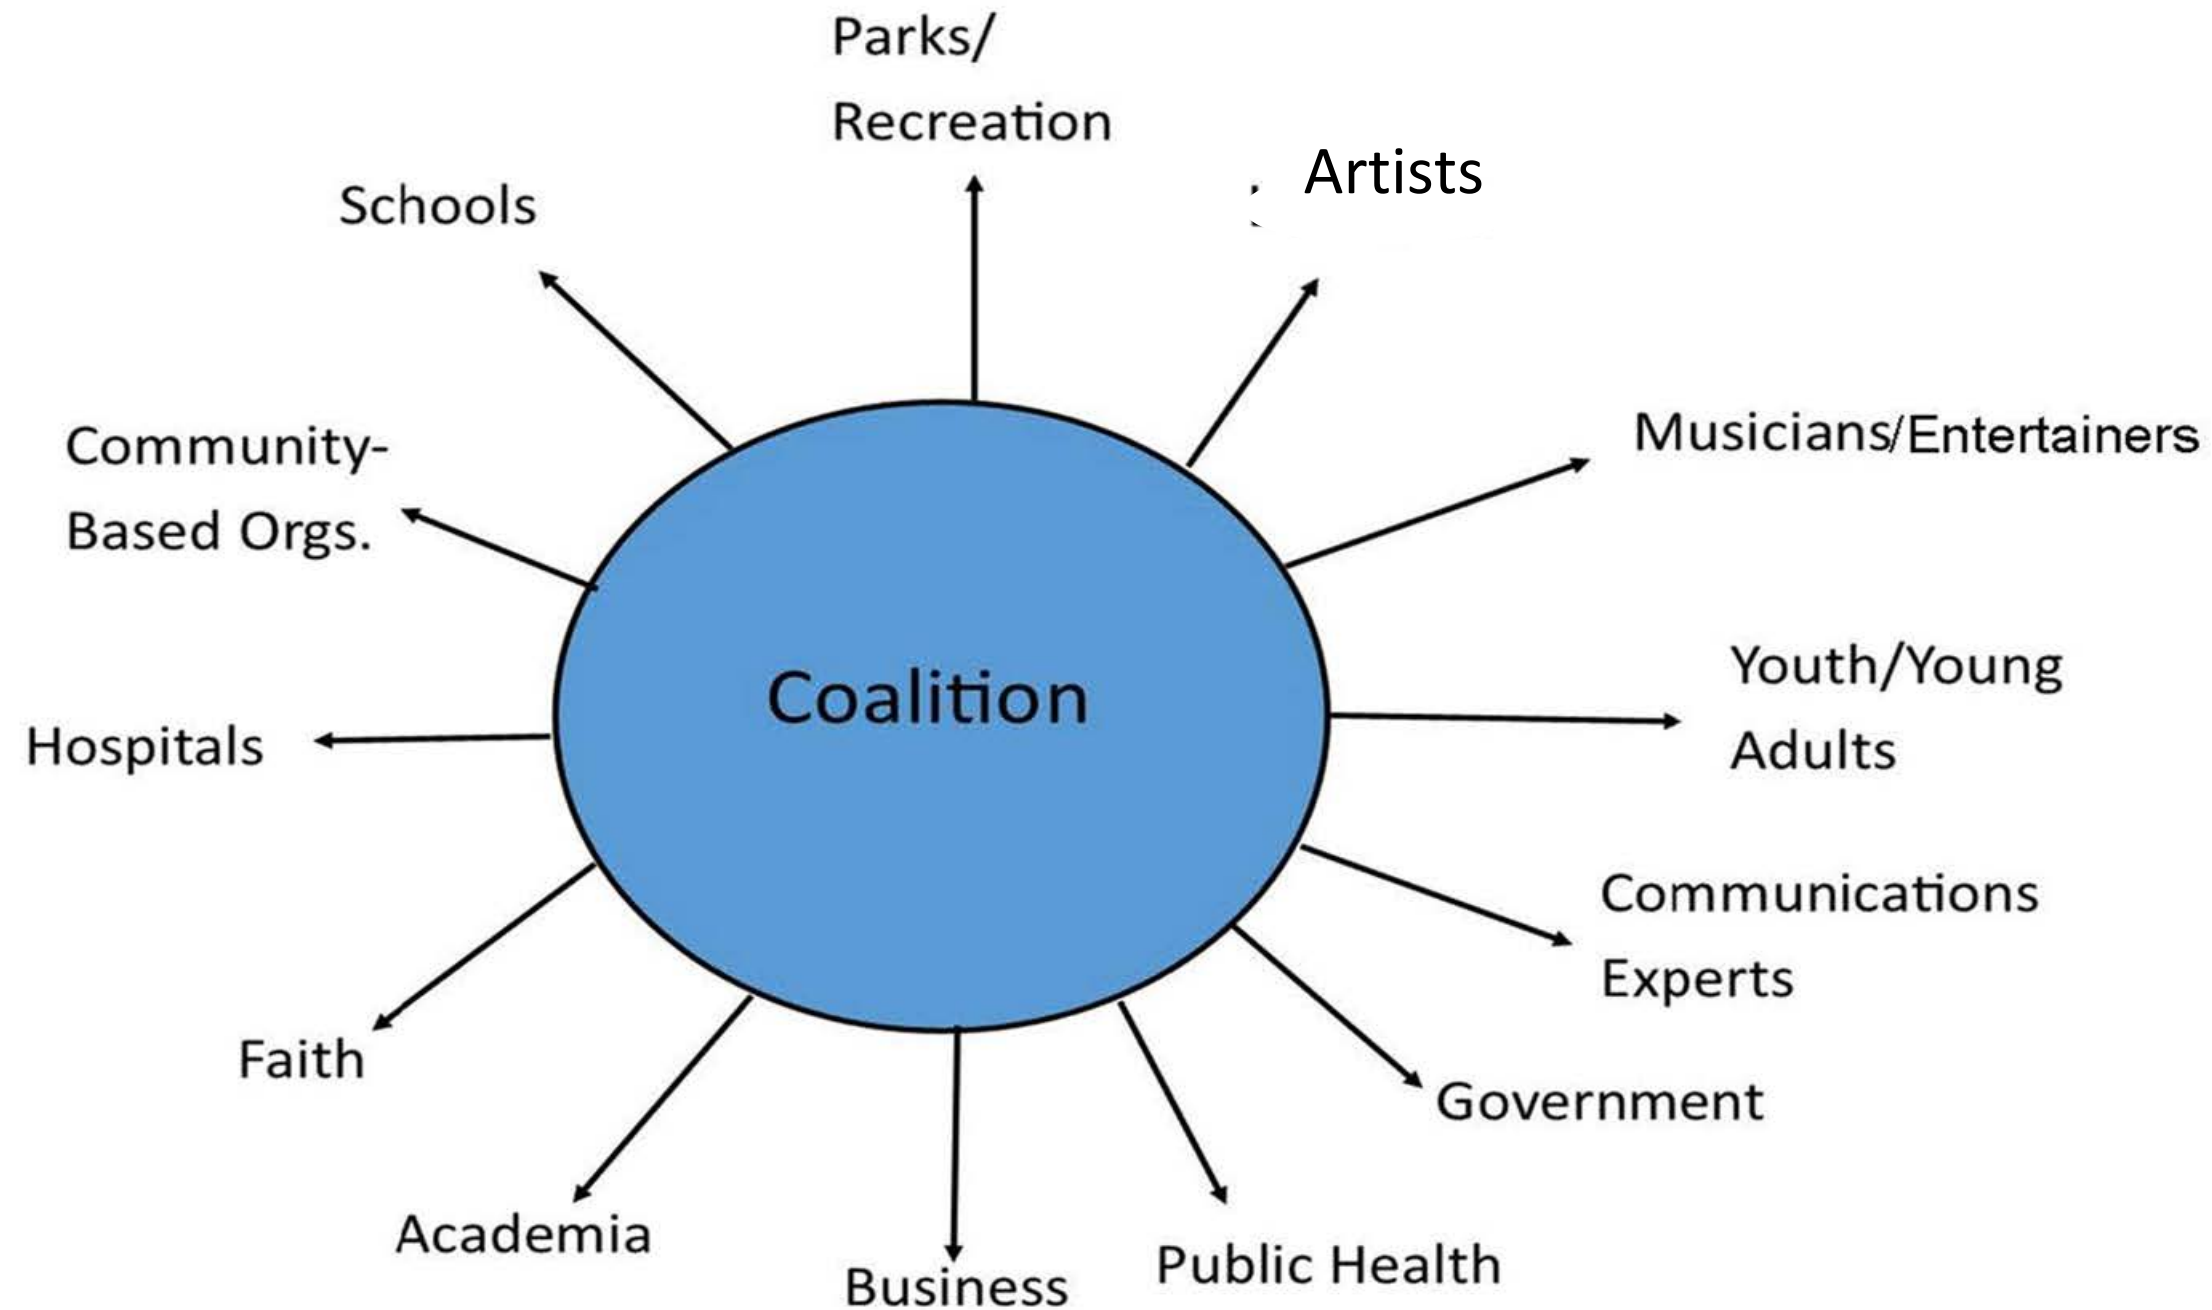 Parks/
Recreation
Artists
Schools
Musicians/Entertainers
Community-
Based Orgs.
Youth/Young
Adults
Coalition
Hospitals
Communications
Experts
Faith
Government
Academia
Public Health
Business